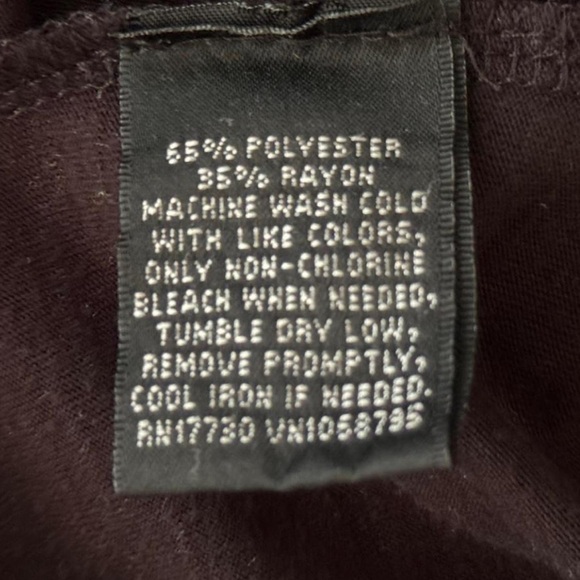 65% POLYESTER
35% RAYON
MACHINE WASH COLD
WITH LIKE COLORS,
ONLY NON-CHLORINE
BLEACH WHEN NEEDED,
TUMBLE DRY LOW,
REMOVE PROMPTLY,
COOL IRON IF NEEDED.
RN17730 VN1058795